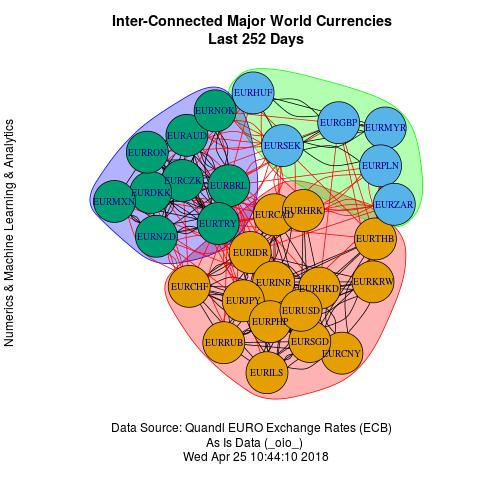 Inter-Connected Major World Currencies
Last 252 Days
Numerics & Machine Learning & Analytics
EURHUF
EURNOK
EURGBP
EURMYR
EURAUD
EURSEK
EURRON
EURPLN
EURCZK
EURBRL
EURDKK
EURMXN
EURZAR
EURCAD
EURHRK
EURTRY
EURNZD
EURTHB
EURIDR
EURCHF
EURINR
EURKRW
EURHKD
EURJPY
EURUSD
EURPHP
EURRUB
EURSGD
EURCNY
EURILS
Data Source: Quandl EURO Exchange Rates (ECB)
As Is Data (_oio_)
Wed Apr 25 10:44:10 2018